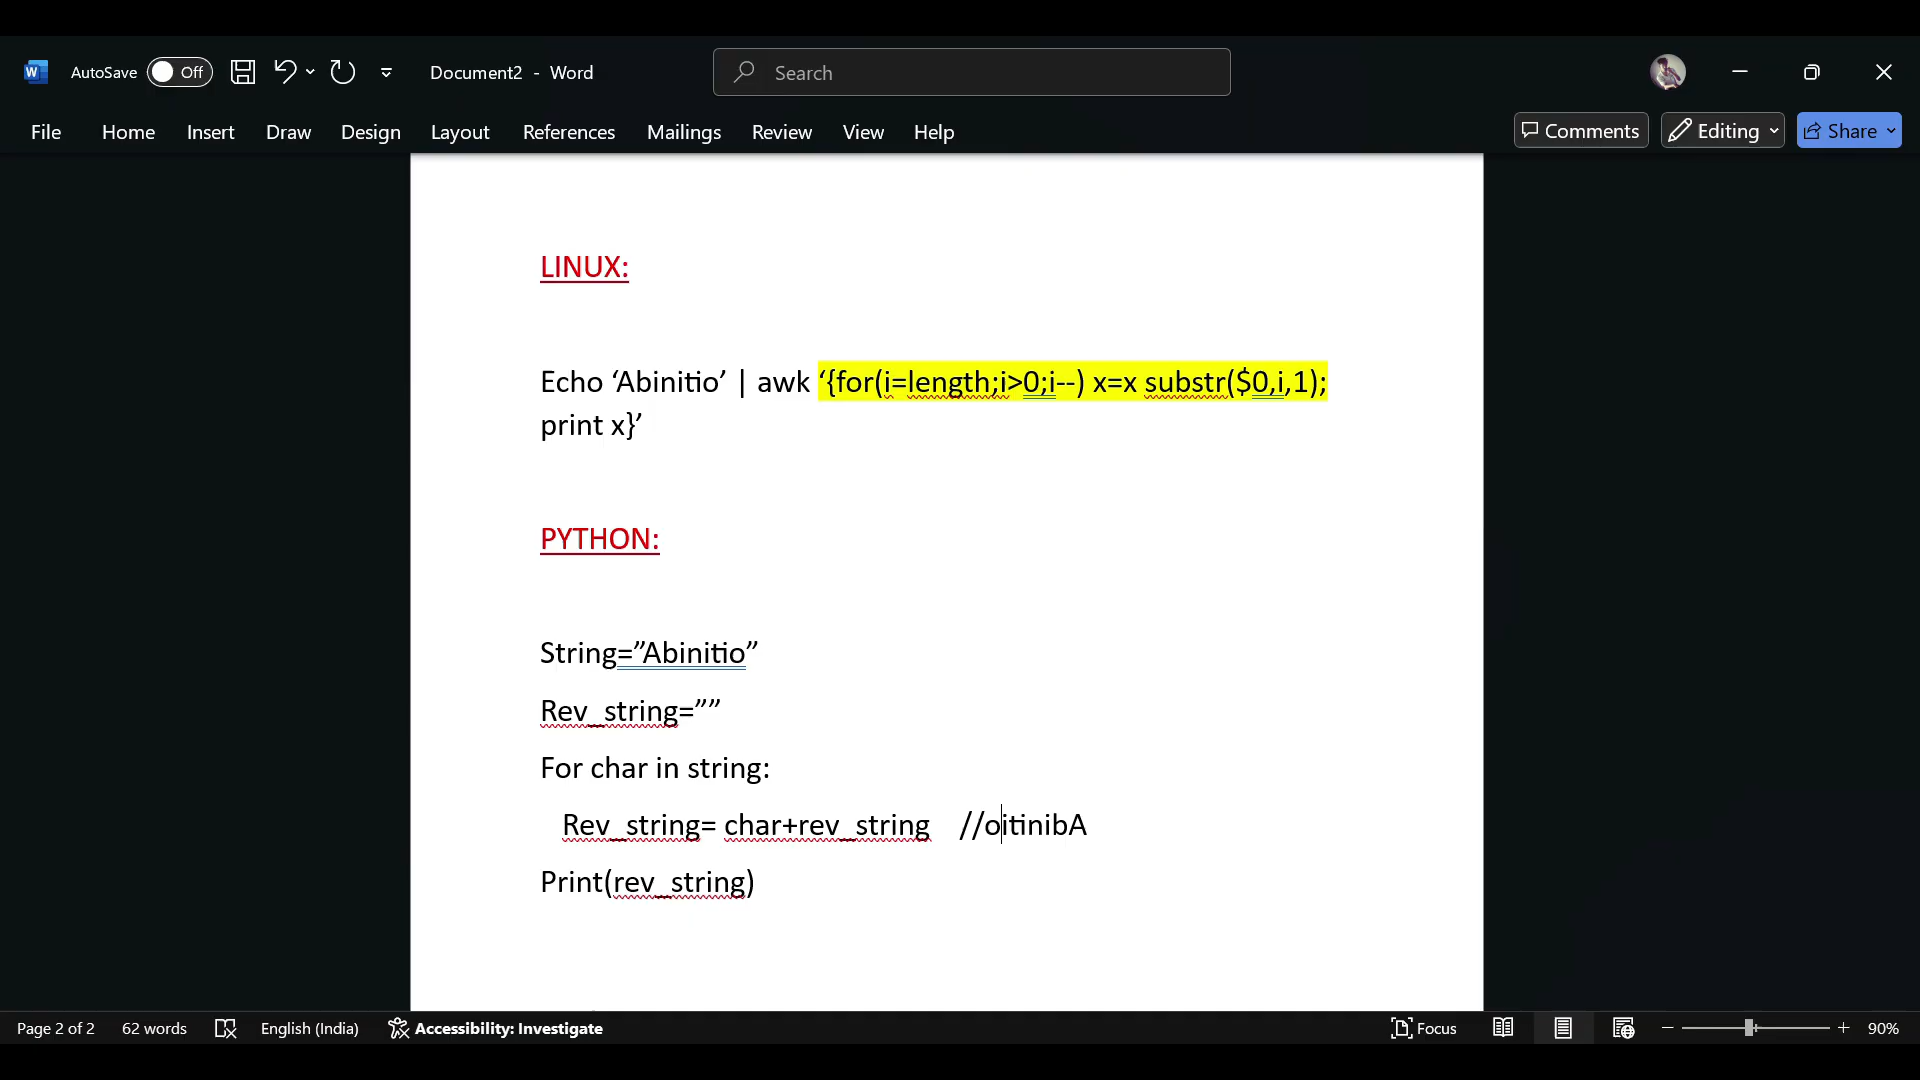 W AutoSave Off Document2 - Word Search
File Home Insert Draw Design Layout References Mailings Review View Help Comments Editing Share
LINUX:
Echo ‘Abinitio’ | awk ‘{for(i=length;i>0;i--) x=x substr($0,i,1);
print x}’
PYTHON:
String=”Abinitio”
Rev_string=””
For char in string:
Rev_string= char+rev_string //oitinibA
Print(rev_string)
Page 2 of 2 62 words English (India) Accessibility: Investigate Focus 90%